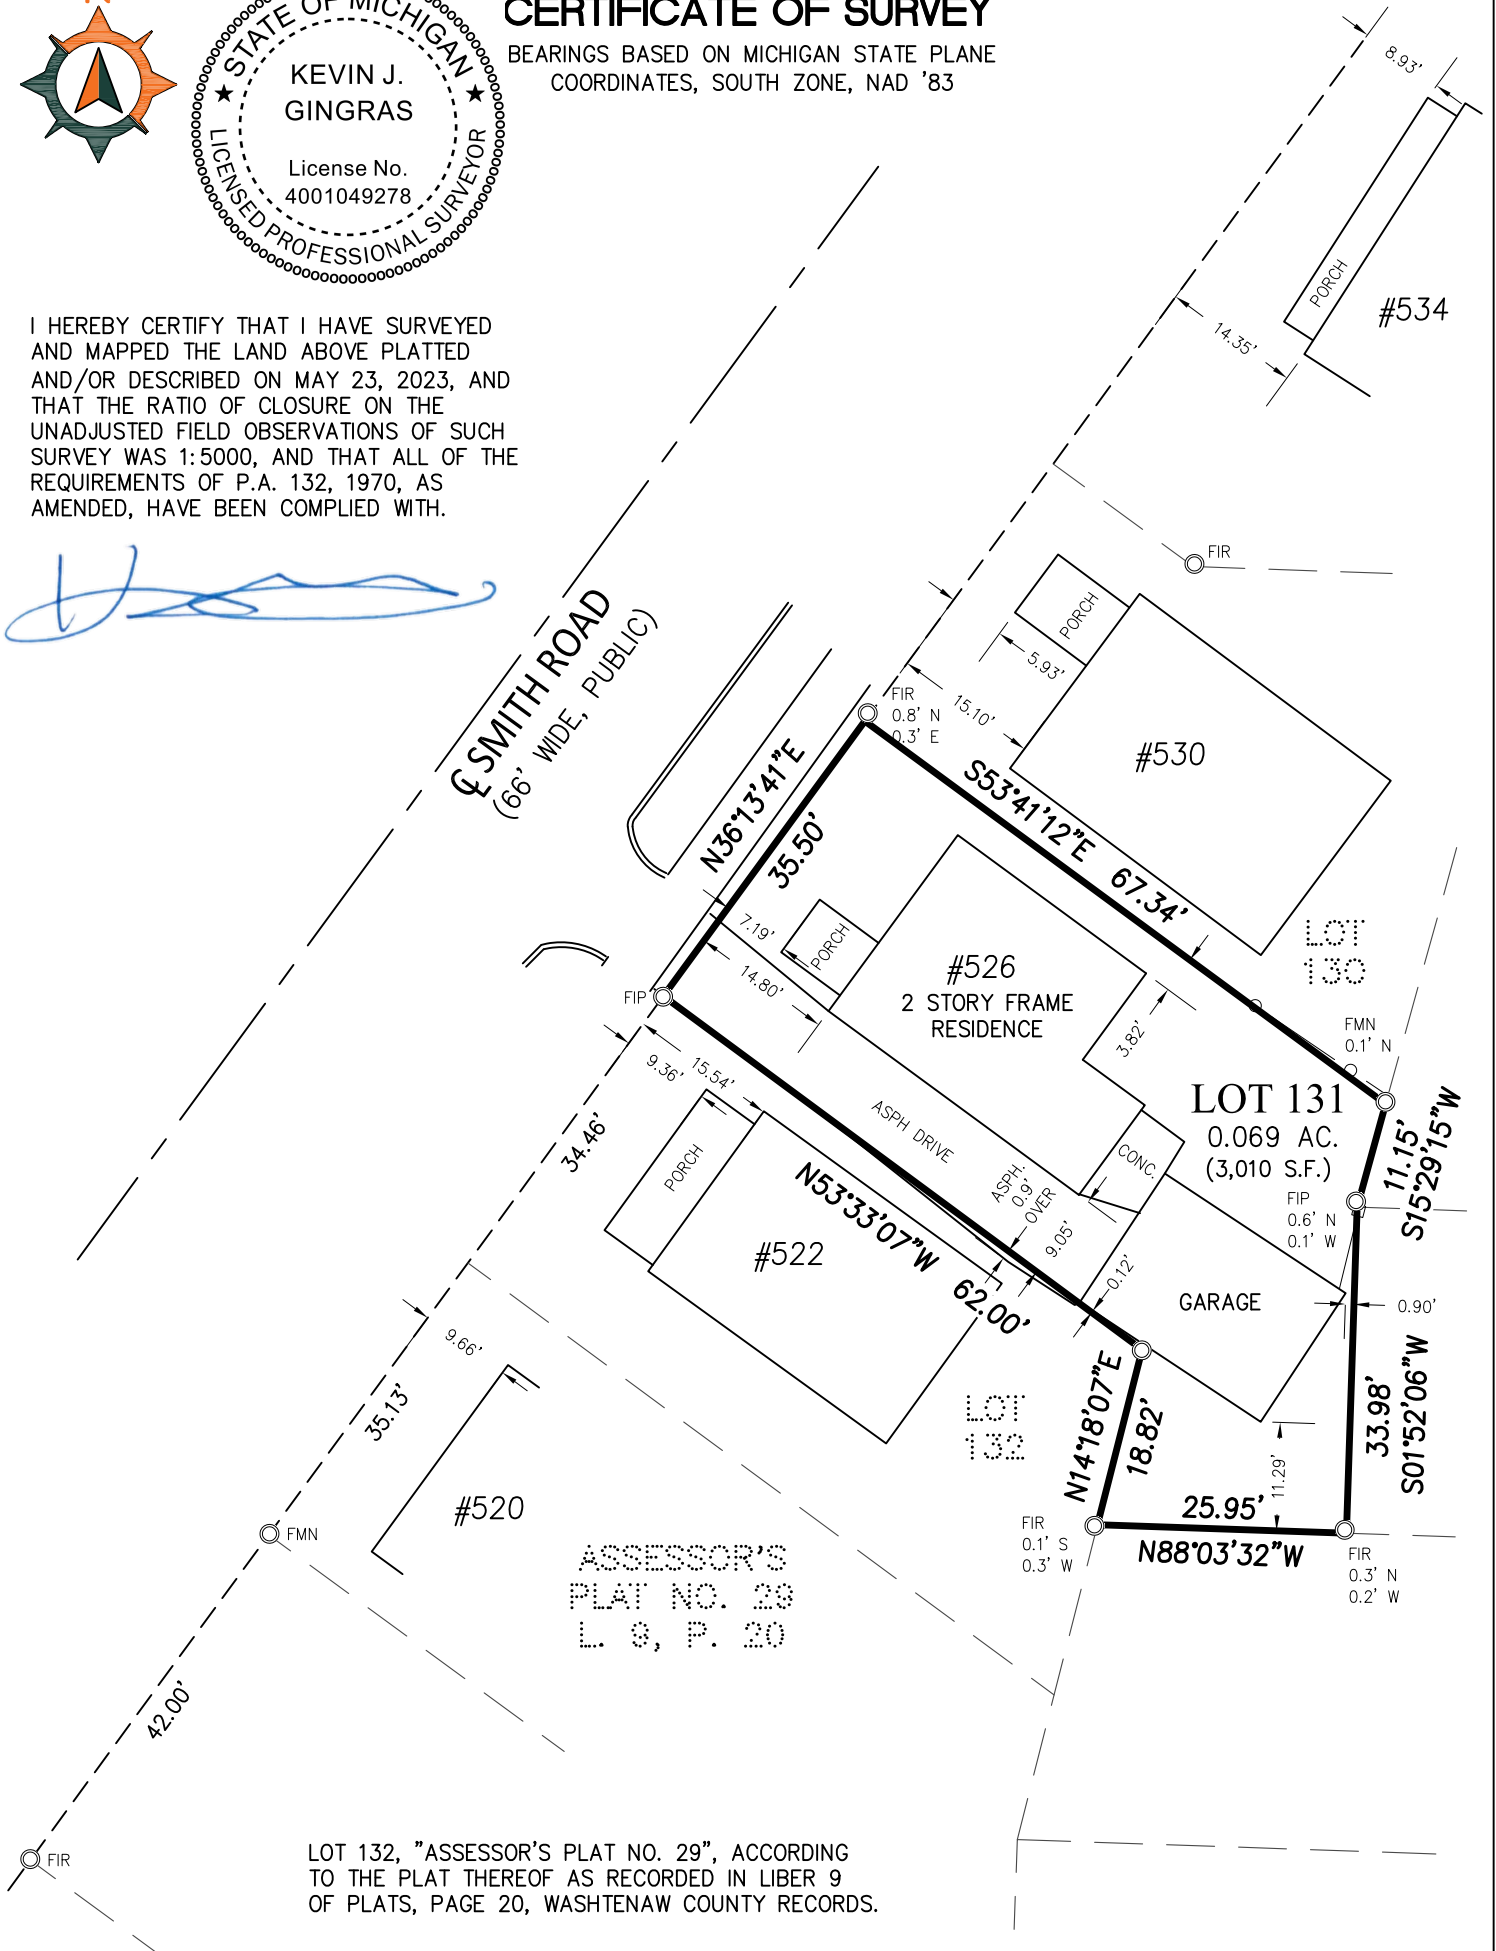 CERTIFICATE OF SURVEY
BEARINGS BASED ON MICHIGAN STATE PLANE
COORDINATES, SOUTH ZONE, NAD '83
STATE OF MICHIGAN
KEVIN J.
GINGRAS
License No.
4001049278
LICENSED PROFESSIONAL SURVEYOR
I HEREBY CERTIFY THAT I HAVE SURVEYED
AND MAPPED THE LAND ABOVE PLATTED
AND/OR DESCRIBED ON MAY 23, 2023, AND
THAT THE RATIO OF CLOSURE ON THE
UNADJUSTED FIELD OBSERVATIONS OF SUCH
SURVEY WAS 1:5000, AND THAT ALL OF THE
REQUIREMENTS OF P.A. 132, 1970, AS
AMENDED, HAVE BEEN COMPLIED WITH.
8.93'
PORCH
#534
14.35'
FIR
PORCH
5.93'
15.10'
#530
℄ SMITH ROAD
(66' WIDE, PUBLIC)
FIR
0.8' N
0.3' E
N36°13'41"E
35.50'
S53°41'12"E 67.34'
LOT
130
7.19'
PORCH
14.80'
#526
2 STORY FRAME
RESIDENCE
3.82'
FMN
0.1' N
FIP
9.36'
15.54'
34.46'
ASPH DRIVE
LOT 131
0.069 AC.
(3,010 S.F.)
11.15'
S15°29'15"W
PORCH
#522
N53°33'07"W 62.00'
ASPH.
0.9'
OVER
9.05'
CONC.
0.12'
GARAGE
FIP
0.6' N
0.1' W
0.90'
9.66'
35.13'
#520
LOT
132
N14°18'07"E
18.82'
11.29'
33.98'
S01°52'06"W
25.95'
N88°03'32"W
FIR
0.1' S
0.3' W
FIR
0.3' N
0.2' W
FMN
ASSESSOR'S
PLAT NO. 29
L. 9, P. 20
42.00'
FIR
LOT 132, "ASSESSOR'S PLAT NO. 29", ACCORDING
TO THE PLAT THEREOF AS RECORDED IN LIBER 9
OF PLATS, PAGE 20, WASHTENAW COUNTY RECORDS.